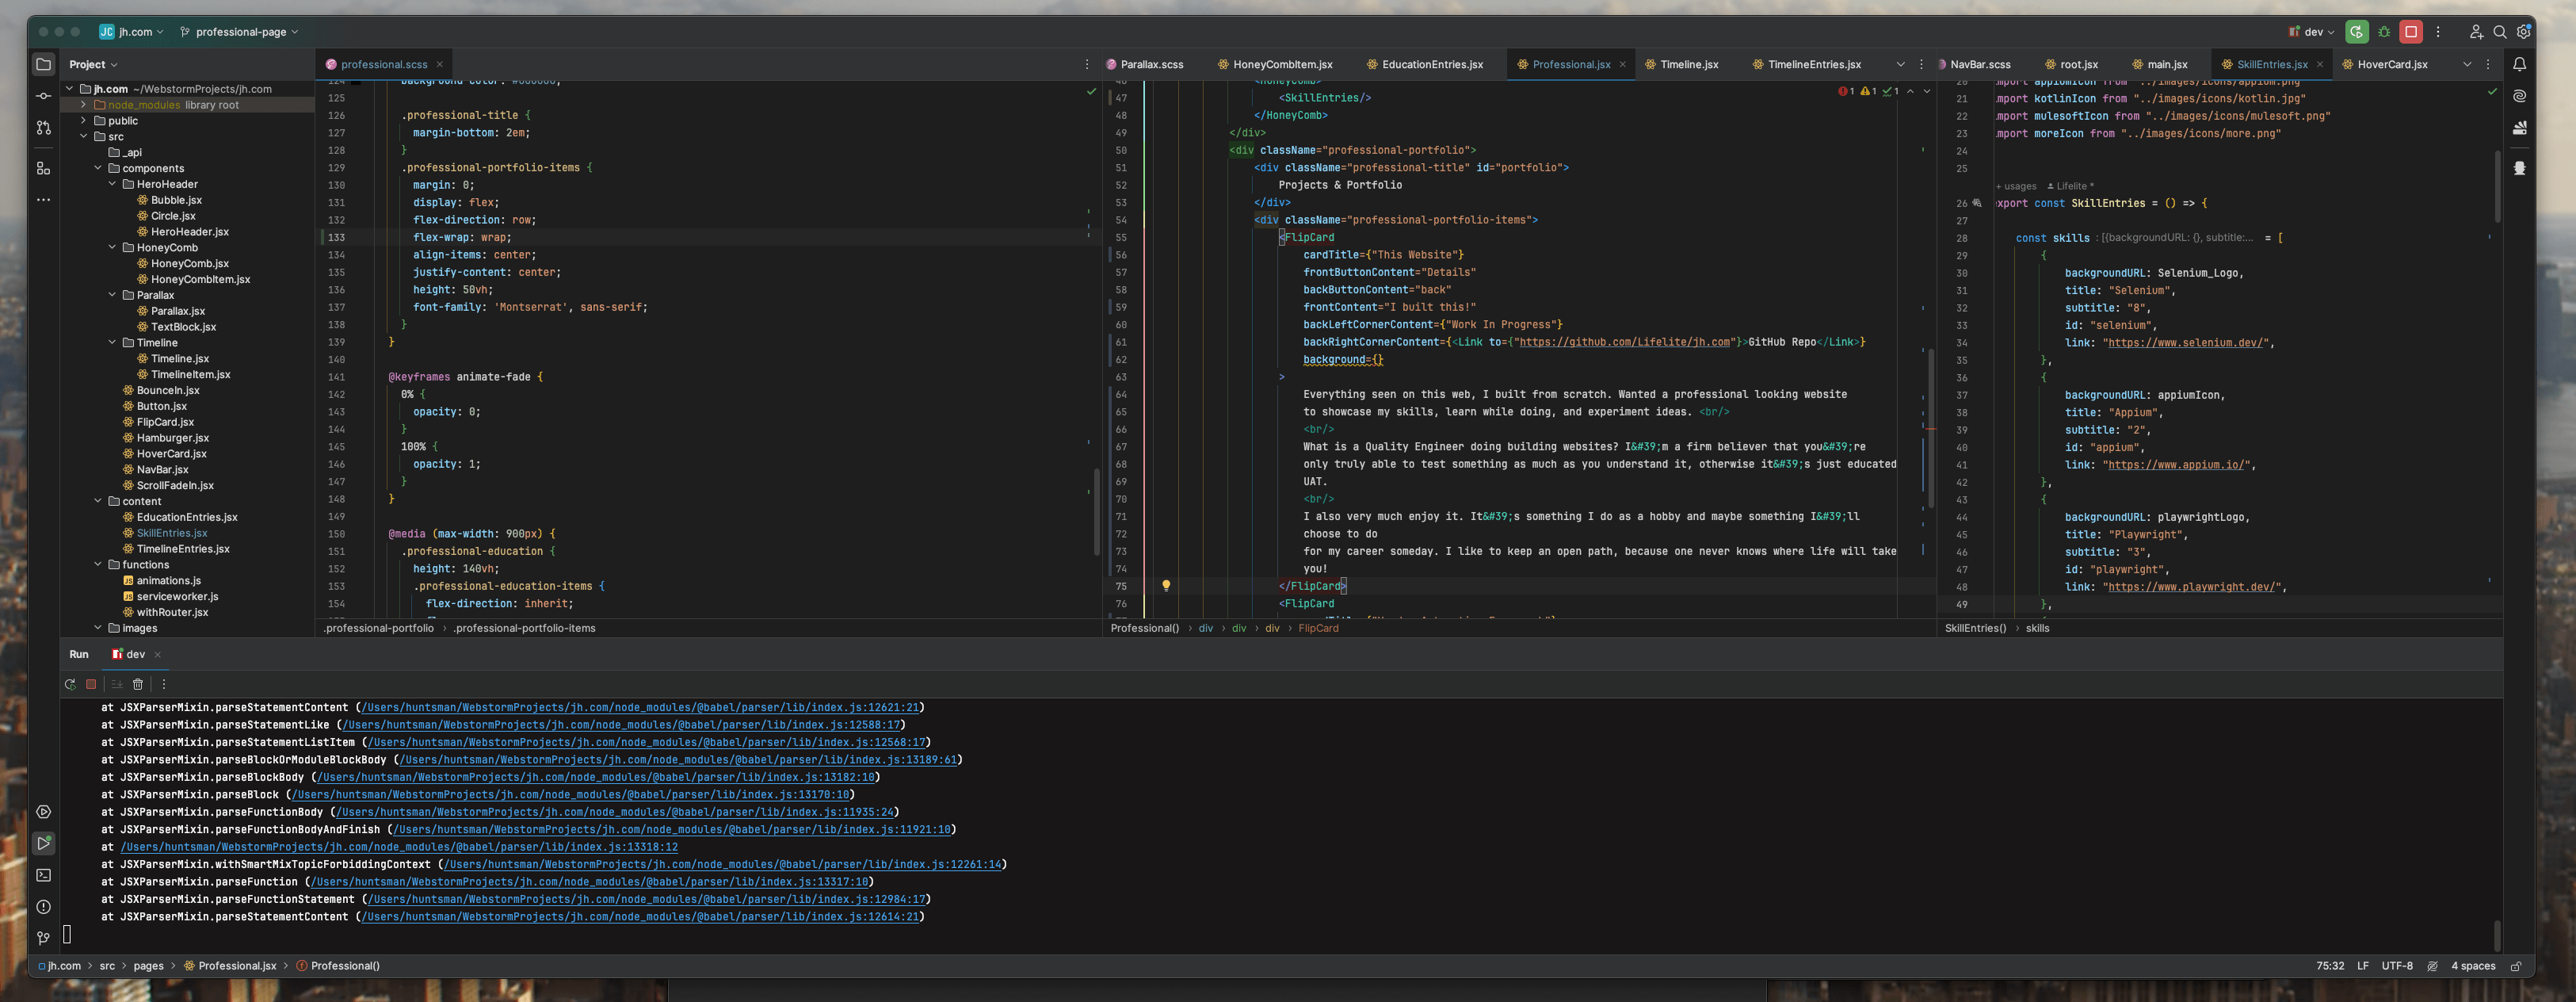 JC jh.com
professional-page
dev
Project
jh.com ~/WebstormProjects/jh.com
node_modules library root
public
src
_api
components
HeroHeader
Bubble.jsx
Circle.jsx
HeroHeader.jsx
HoneyComb
HoneyComb.jsx
HoneyCombItem.jsx
Parallax
Parallax.jsx
TextBlock.jsx
Timeline
Timeline.jsx
TimelineItem.jsx
BounceIn.jsx
Button.jsx
FlipCard.jsx
Hamburger.jsx
HoverCard.jsx
NavBar.jsx
ScrollFadeIn.jsx
content
EducationEntries.jsx
SkillEntries.jsx
TimelineEntries.jsx
functions
animations.js
serviceworker.js
withRouter.jsx
images
professional.scss
125
126 .professional-title {
127 margin-bottom: 2em;
128 }
129 .professional-portfolio-items {
130 margin: 0;
131 display: flex;
132 flex-direction: row;
133 flex-wrap: wrap;
134 align-items: center;
135 justify-content: center;
136 height: 50vh;
137 font-family: 'Montserrat', sans-serif;
138 }
139 }
140
141 @keyframes animate-fade {
142 0% {
143 opacity: 0;
144 }
145 100% {
146 opacity: 1;
147 }
148 }
149
150 @media (max-width: 900px) {
151 .professional-education {
152 height: 140vh;
153 .professional-education-items {
154 flex-direction: inherit;
.professional-portfolio › .professional-portfolio-items
Parallax.scss HoneyCombItem.jsx EducationEntries.jsx Professional.jsx Timeline.jsx TimelineEntries.jsx
1 1 1
47 <SkillEntries/>
48 </HoneyComb>
49 </div>
50 <div className="professional-portfolio">
51 <div className="professional-title" id="portfolio">
52 Projects & Portfolio
53 </div>
54 <div className="professional-portfolio-items">
55 <FlipCard
56 cardTitle={"This Website"}
57 frontButtonContent="Details"
58 backButtonContent="back"
59 frontContent="I built this!"
60 backLeftCornerContent={"Work In Progress"}
61 backRightCornerContent={<Link to={"https://github.com/Lifelite/jh.com"}>GitHub Repo</Link>}
62 background={}
63 >
64 Everything seen on this web, I built from scratch. Wanted a professional looking website
65 to showcase my skills, learn while doing, and experiment ideas. <br/>
66 <br/>
67 What is a Quality Engineer doing building websites? I&#39;m a firm believer that you&#39;re
68 only truly able to test something as much as you understand it, otherwise it&#39;s just educated
69 UAT.
70 <br/>
71 I also very much enjoy it. It&#39;s something I do as a hobby and maybe something I&#39;ll
72 choose to do
73 for my career someday. I like to keep an open path, because one never knows where life will take
74 you!
75 </FlipCard>
76 <FlipCard
Professional() › div › div › div › FlipCard
NavBar.scss root.jsx main.jsx SkillEntries.jsx HoverCard.jsx
21 import kotlinIcon from "../images/icons/kotlin.jpg"
22 import mulesoftIcon from "../images/icons/mulesoft.png"
23 import moreIcon from "../images/icons/more.png"
24
25
+ usages Lifelite *
26 export const SkillEntries = () => {
27
28 const skills : [{backgroundURL: {}, subtitle:... = [
29 {
30 backgroundURL: Selenium_Logo,
31 title: "Selenium",
32 subtitle: "8",
33 id: "selenium",
34 link: "https://www.selenium.dev/",
35 },
36 {
37 backgroundURL: appiumIcon,
38 title: "Appium",
39 subtitle: "2",
40 id: "appium",
41 link: "https://www.appium.io/",
42 },
43 {
44 backgroundURL: playwrightLogo,
45 title: "Playwright",
46 subtitle: "3",
47 id: "playwright",
48 link: "https://www.playwright.dev/",
49 },
SkillEntries() › skills
Run dev
at JSXParserMixin.parseStatementContent (/Users/huntsman/WebstormProjects/jh.com/node_modules/@babel/parser/lib/index.js:12621:21)
at JSXParserMixin.parseStatementLike (/Users/huntsman/WebstormProjects/jh.com/node_modules/@babel/parser/lib/index.js:12588:17)
at JSXParserMixin.parseStatementListItem (/Users/huntsman/WebstormProjects/jh.com/node_modules/@babel/parser/lib/index.js:12568:17)
at JSXParserMixin.parseBlockOrModuleBlockBody (/Users/huntsman/WebstormProjects/jh.com/node_modules/@babel/parser/lib/index.js:13189:61)
at JSXParserMixin.parseBlockBody (/Users/huntsman/WebstormProjects/jh.com/node_modules/@babel/parser/lib/index.js:13182:10)
at JSXParserMixin.parseBlock (/Users/huntsman/WebstormProjects/jh.com/node_modules/@babel/parser/lib/index.js:13170:10)
at JSXParserMixin.parseFunctionBody (/Users/huntsman/WebstormProjects/jh.com/node_modules/@babel/parser/lib/index.js:11935:24)
at JSXParserMixin.parseFunctionBodyAndFinish (/Users/huntsman/WebstormProjects/jh.com/node_modules/@babel/parser/lib/index.js:11921:10)
at /Users/huntsman/WebstormProjects/jh.com/node_modules/@babel/parser/lib/index.js:13318:12
at JSXParserMixin.withSmartMixTopicForbiddingContext (/Users/huntsman/WebstormProjects/jh.com/node_modules/@babel/parser/lib/index.js:12261:14)
at JSXParserMixin.parseFunction (/Users/huntsman/WebstormProjects/jh.com/node_modules/@babel/parser/lib/index.js:13317:10)
at JSXParserMixin.parseFunctionStatement (/Users/huntsman/WebstormProjects/jh.com/node_modules/@babel/parser/lib/index.js:12984:17)
at JSXParserMixin.parseStatementContent (/Users/huntsman/WebstormProjects/jh.com/node_modules/@babel/parser/lib/index.js:12614:21)
jh.com › src › pages › Professional.jsx › Professional()
75:32 LF UTF-8 4 spaces